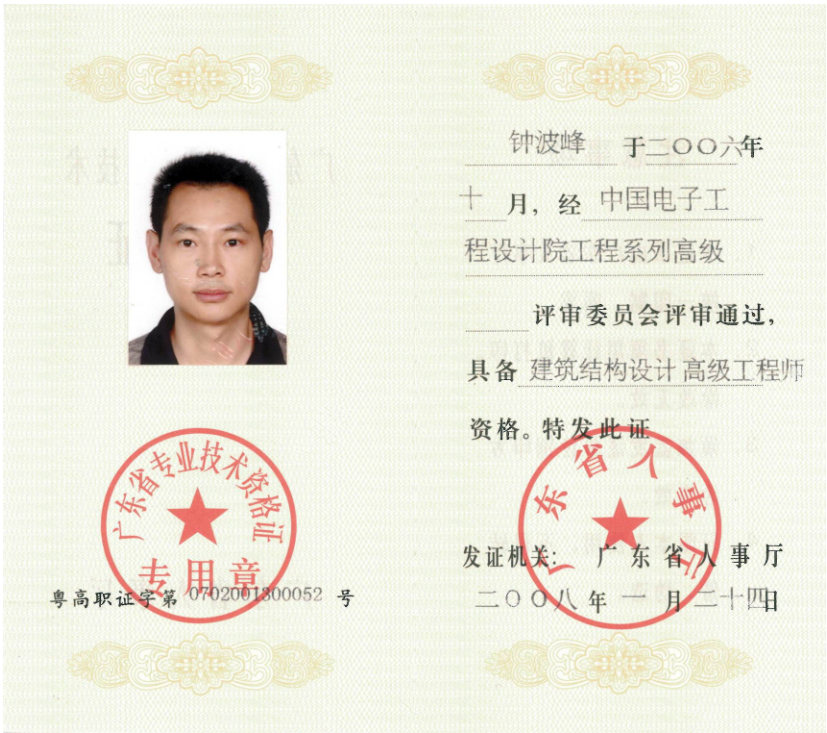 广东省专业技术资格证
专用章
粤高职证字第 0702001300052 号
钟波峰 于二〇〇六年
十月，经 中国电子工
程设计院工程系列高级
评审委员会评审通过，
具备 建筑结构设计 高级工程师
资格。特发此证
广东省人事厅
发证机关： 广东省人事厅
二〇〇八年一月二十四日